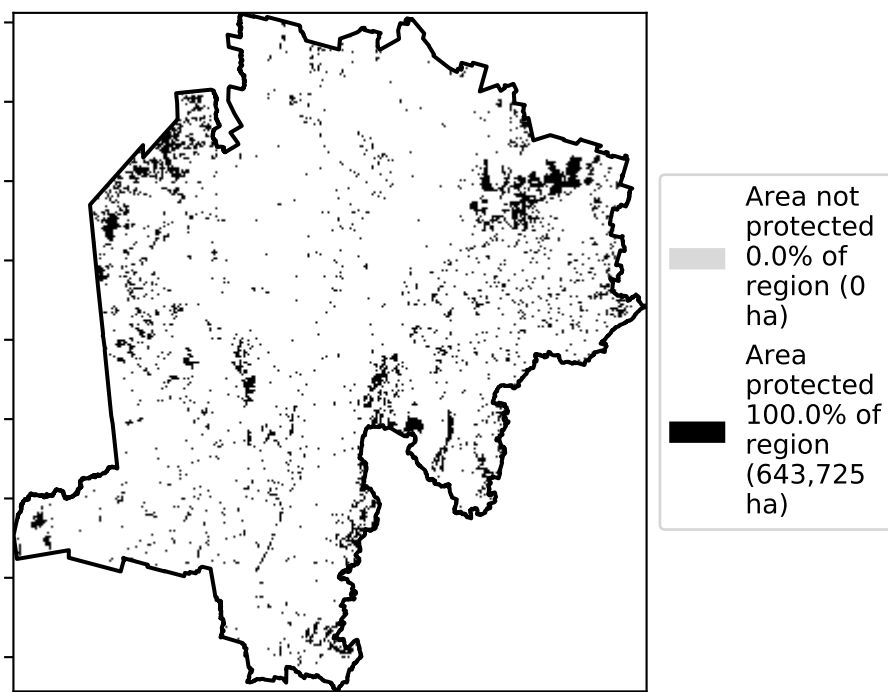 Area not
protected
0.0% of
region (0
ha)
Area
protected
100.0% of
region
(643,725
ha)